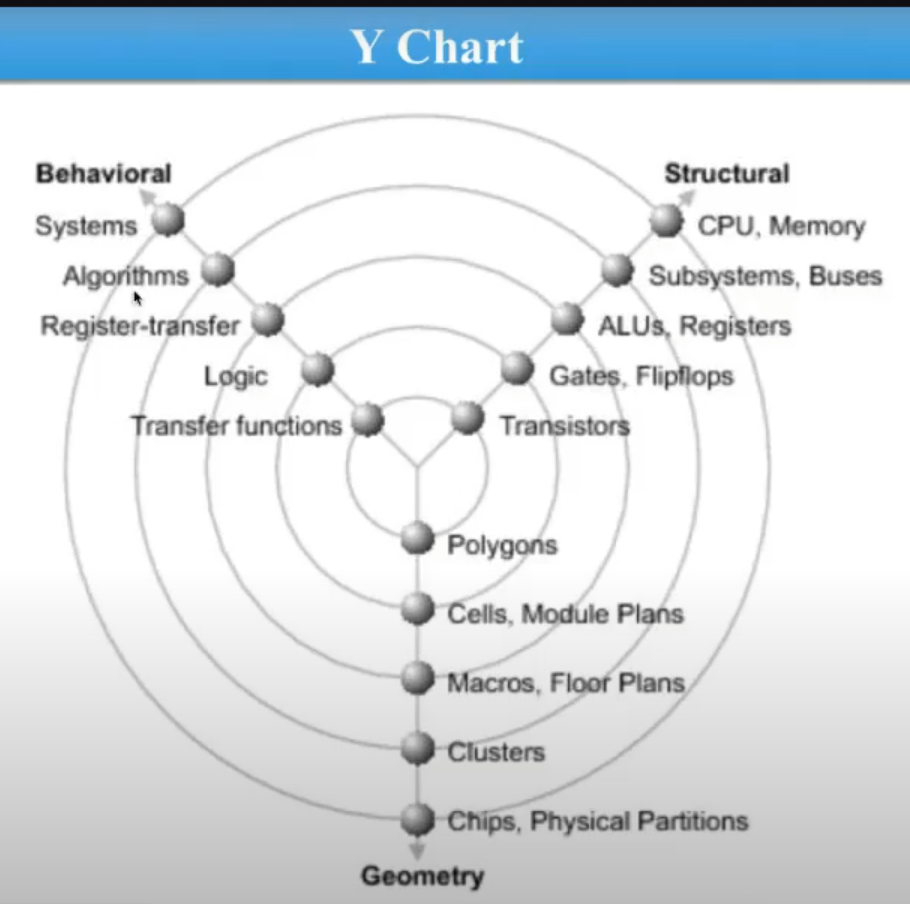 Y Chart
Behavioral
Structural
Systems
CPU, Memory
Algorithms
Subsystems, Buses
Register-transfer
ALUs, Registers
Logic
Gates, Flipflops
Transfer functions
Transistors
Polygons
Cells, Module Plans
Macros, Floor Plans
Clusters
Chips, Physical Partitions
Geometry